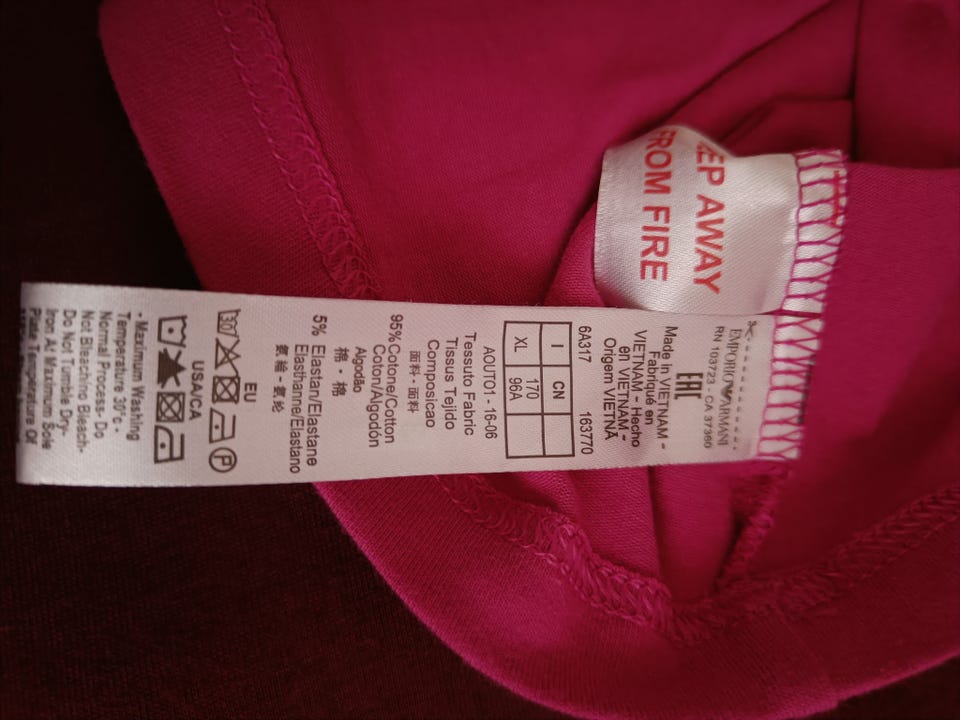 EP AWAY
FROM FIRE
EMPORIO ARMANI
RN 103723 - CA 37360
EAC
Made in VIETNAM -
Fabriqué en
VIETNAM - Hecho
en VIETNAM -
Origem VIETNÃ
6A317 163770
I CN
XL 170
96A
AOUTO1 - 16-06
Tessuto Fabric
Tissus Tejido
面料 - 面料
Composicao
95%Cotone/Cotton
Coton/Algodón
Algodão
棉 - 棉
5% Elastan/Elastane
Elasthanne/Elastano
氨綸 - 氨纶
EU
30 P
USA/CA
- Maximum Washing
Temperature 30°c -
Normal Process- Do
Not Bleaching Bleach-
Do Not Tumble Dry-
Iron At Maximum Sole
Plate Temperature Of